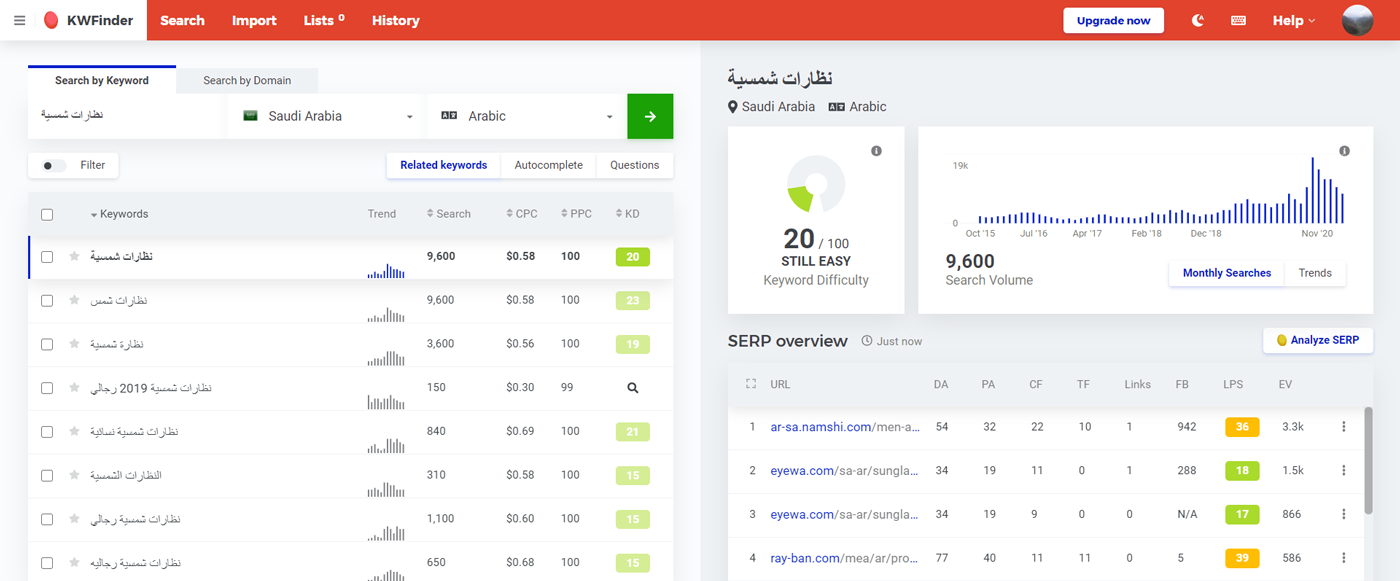 KWFinder Search Import Lists 0 History Upgrade now Help
Search by Keyword Search by Domain
نظارات شمسية Saudi Arabia Arabic
Filter Related keywords Autocomplete Questions
Keywords Trend Search CPC PPC KD
نظارات شمسية 9,600 $0.58 100 20
نظارات شمس 9,600 $0.58 100 23
نظارة شمسية 3,600 $0.56 100 19
نظارات شمسية 2019 رجالي 150 $0.30 99
نظارات شمسية نسائية 840 $0.69 100 21
النظارات الشمسية 310 $0.58 100 15
نظارات شمسية رجالي 1,100 $0.60 100 15
نظارات شمسية رجاليه 650 $0.68 100 15
نظارات شمسية
Saudi Arabia Arabic
20 / 100
STILL EASY
Keyword Difficulty
19k
0
Oct '15 Jul '16 Apr '17 Feb '18 Dec '18 Nov '20
9,600
Search Volume
Monthly Searches Trends
SERP overview Just now Analyze SERP
URL DA PA CF TF Links FB LPS EV
1 ar-sa.namshi.com/men-a... 54 32 22 10 1 942 36 3.3k
2 eyewa.com/sa-ar/sungla... 34 19 11 0 1 288 18 1.5k
3 eyewa.com/sa-ar/sungla... 34 19 9 0 0 N/A 17 866
4 ray-ban.com/mea/ar/pro... 77 40 11 11 0 5 39 586